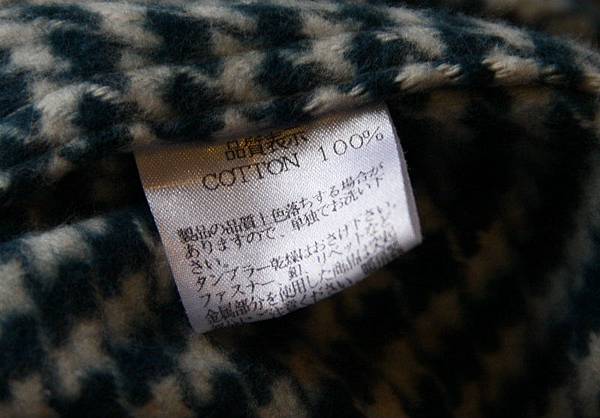 品質表示
COTTON 100%
製品の品質上色落ちする場合が
ありますので、単独でお洗い下
さい。
タンブラー乾燥はおさけ下さい。
ファスナー、釦、リベットなど
金属部分を使用した商品